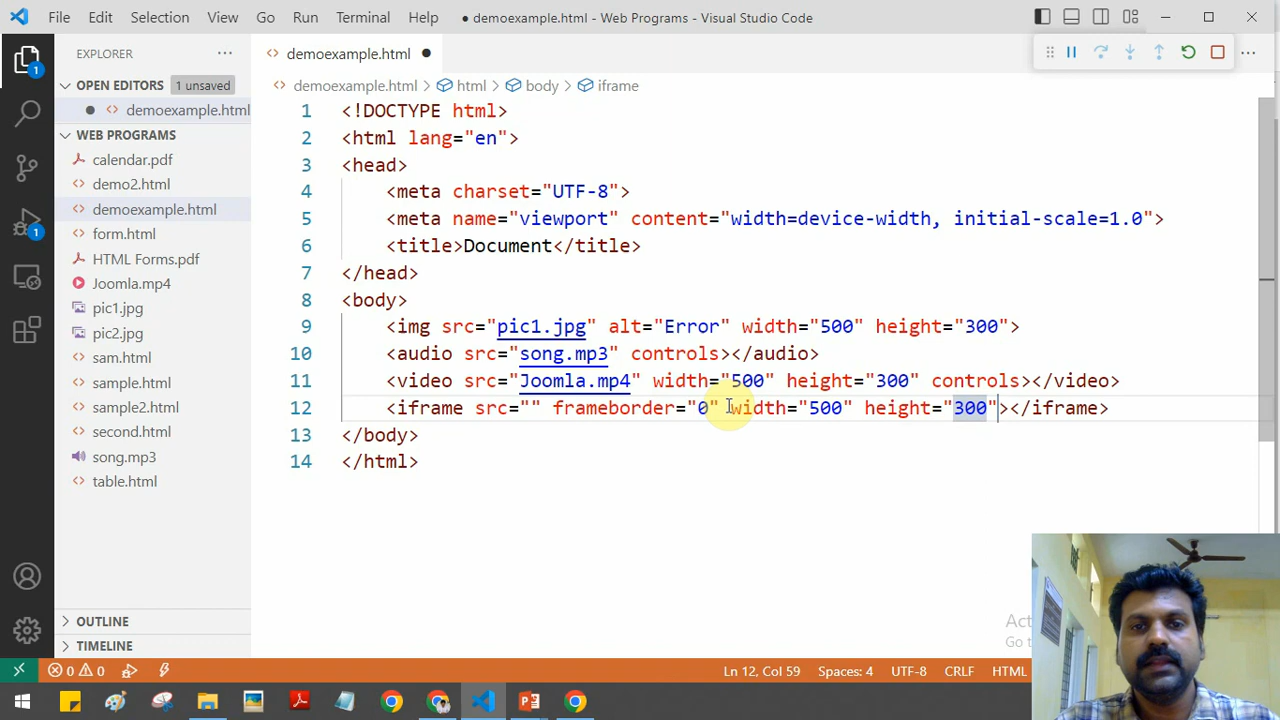 File Edit Selection View Go Run Terminal Help
● demoexample.html - Web Programs - Visual Studio Code
EXPLORER ...
OPEN EDITORS 1 unsaved
● <> demoexample.html
WEB PROGRAMS
calendar.pdf
demo2.html
demoexample.html
form.html
HTML Forms.pdf
Joomla.mp4
pic1.jpg
pic2.jpg
sam.html
sample.html
sample2.html
second.html
song.mp3
table.html
OUTLINE
TIMELINE
1
1
<> demoexample.html ●
<> demoexample.html > html > body > iframe
1 <!DOCTYPE html>
2 <html lang="en">
3 <head>
4 <meta charset="UTF-8">
5 <meta name="viewport" content="width=device-width, initial-scale=1.0">
6 <title>Document</title>
7 </head>
8 <body>
9 <img src="pic1.jpg" alt="Error" width="500" height="300">
10 <audio src="song.mp3" controls></audio>
11 <video src="Joomla.mp4" width="500" height="300" controls></video>
12 <iframe src="" frameborder="0" width="500" height="300"></iframe>
13 </body>
14 </html>
Go to
0 0 Ln 12, Col 59 Spaces: 4 UTF-8 CRLF HTML